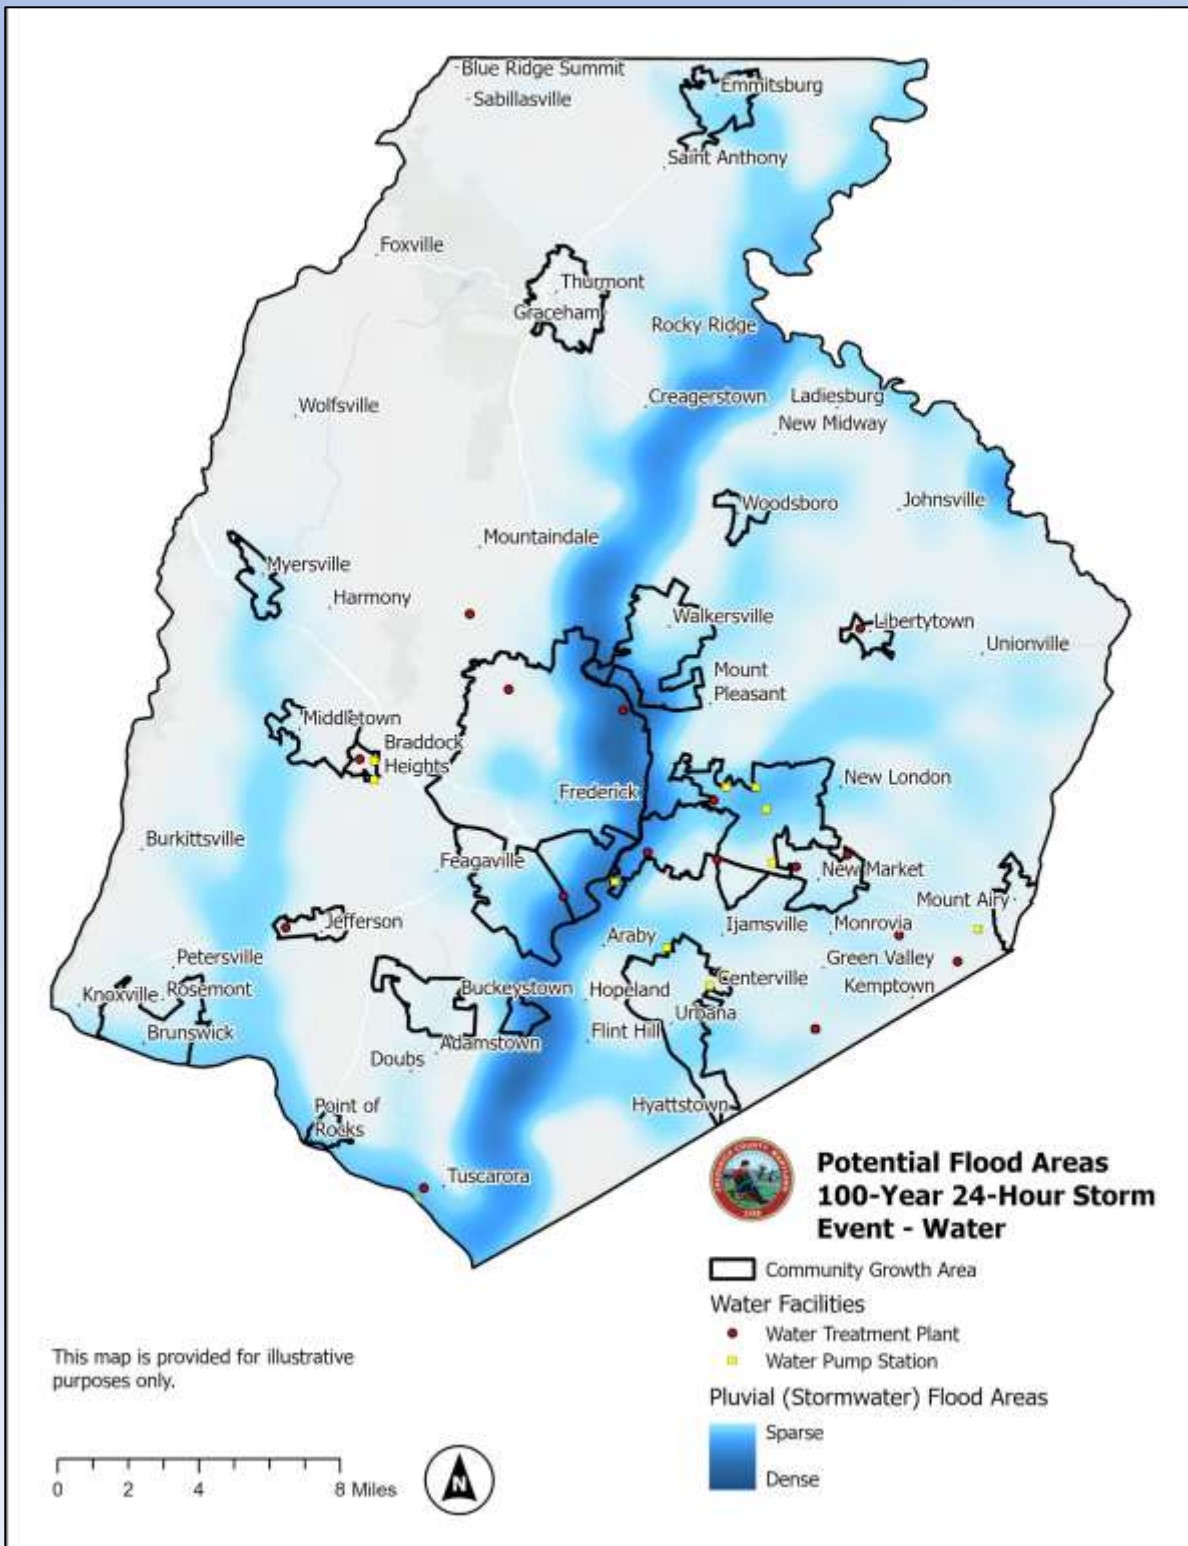 Blue Ridge Summit
Sabillasville
Emmitsburg
Saint Anthony
Foxville
Thurmont
Graceham
Rocky Ridge
Creagerstown
Ladiesburg
Wolfsville
New Midway
Woodsboro
Johnsville
Mountaindale
Myersville
Harmony
Walkersville
Libertytown
Unionville
Mount
Pleasant
Middletown
Braddock
Heights
Frederick
New London
Burkittsville
Feagaville
New Market
Mount Airy
Jefferson
Araby
Ijamsville
Monrovia
Petersville
Green Valley
Knoxville
Rosemont
Buckeystown
Hopeland
Centerville
Kemptown
Urbana
Brunswick
Flint Hill
Adamstown
Doubs
Point of
Rocks
Hyattstown
Tuscarora
Potential Flood Areas
100-Year 24-Hour Storm
Event - Water
Community Growth Area
Water Facilities
Water Treatment Plant
Water Pump Station
Pluvial (Stormwater) Flood Areas
Sparse
Dense
This map is provided for illustrative
purposes only.
0 2 4 8 Miles
N